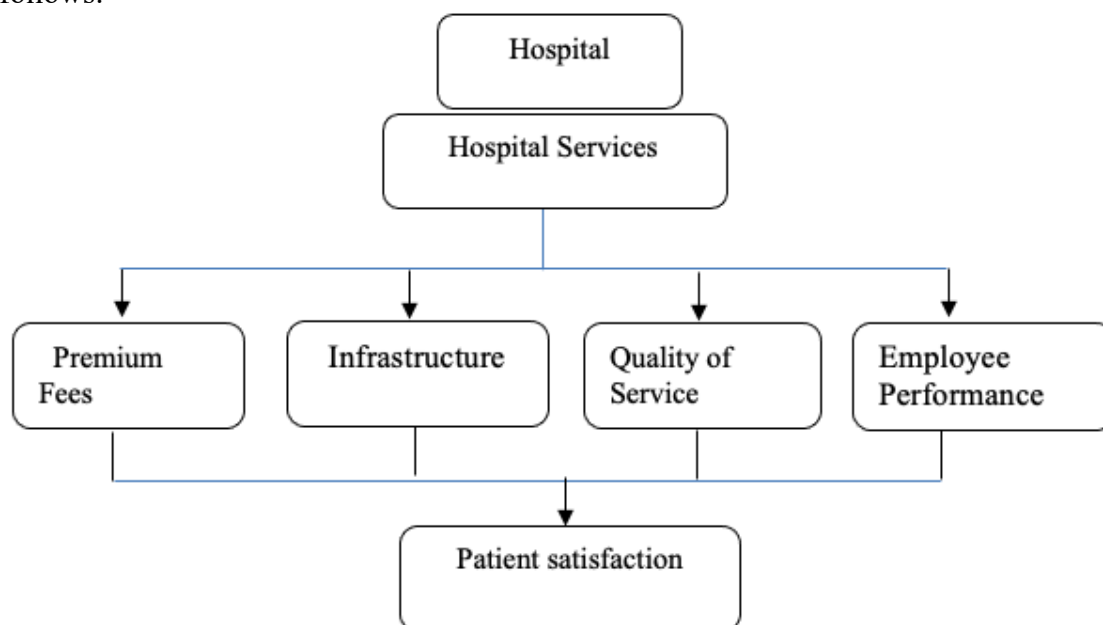 follows:
Hospital
Hospital Services
Premium
Fees
Infrastructure
Quality of
Service
Employee
Performance
Patient satisfaction